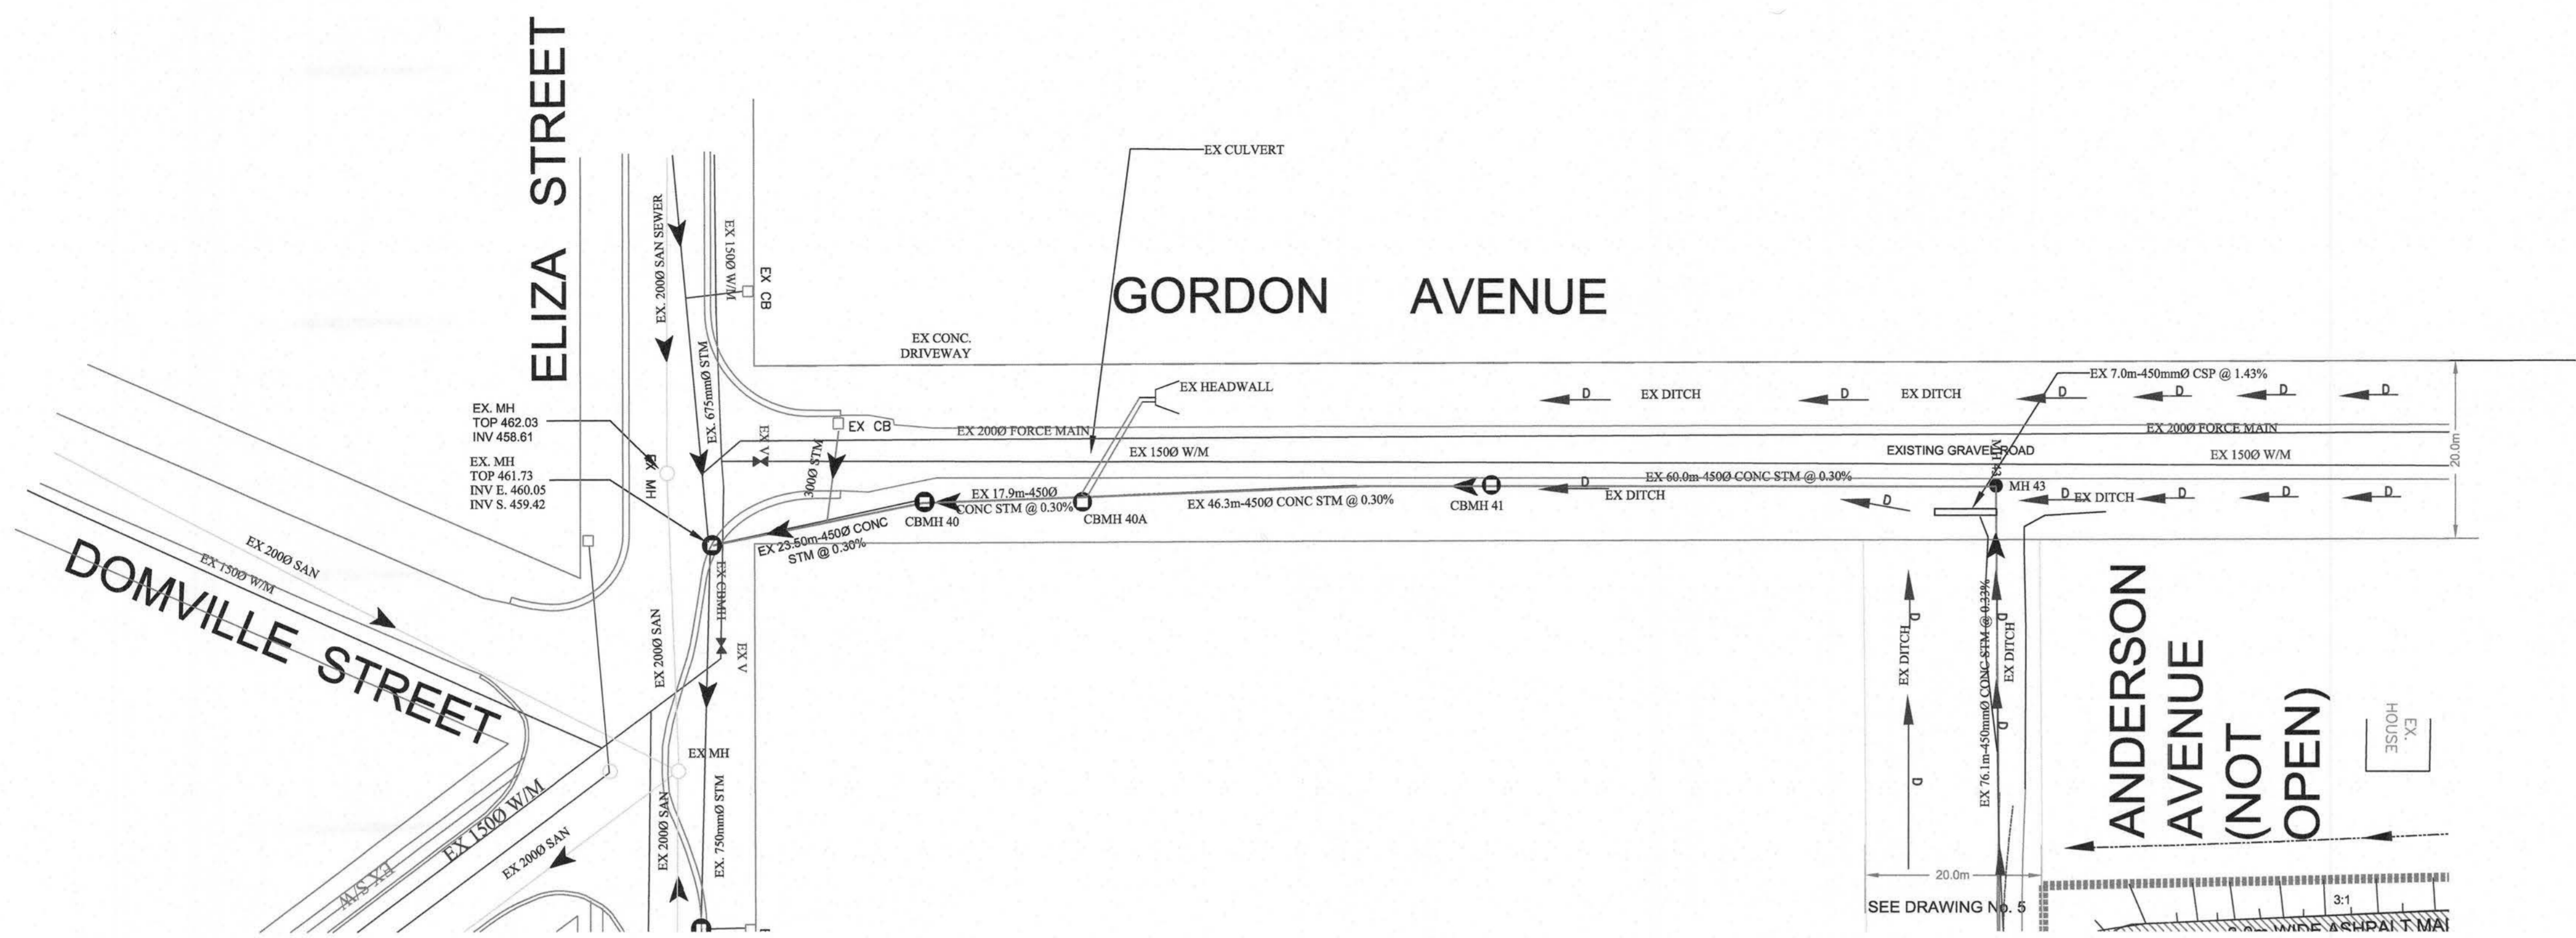 ELIZA STREET
EX CULVERT
EX. 200Ø SAN SEWER
EX 150Ø W/M
EX CB
GORDON AVENUE
EX CONC.
DRIVEWAY
EX. 675mmØ STM
EX HEADWALL
EX 7.0m-450mmØ CSP @ 1.43%
D
EX DITCH
D
EX DITCH
D
D
D
D
EX. MH
TOP 462.03
INV 458.61
EX CB
EX 200Ø FORCE MAIN
EX 200Ø FORCE MAIN
20.0m
EX V
EX 150Ø W/M
EXISTING GRAVEL ROAD
EX 150Ø W/M
EX. MH
TOP 461.73
INV E. 460.05
INV S. 459.42
EX MH
300Ø STM
EX 17.9m-450Ø
CONC STM @ 0.30%
EX 46.3m-450Ø CONC STM @ 0.30%
EX 60.0m-450Ø CONC STM @ 0.30%
D
EX DITCH
D
MH 43
D
EX DITCH
D
D
D
CBMH 40
CBMH 40A
CBMH 41
EX 23.50m-450Ø CONC
STM @ 0.30%
EX 200Ø SAN
EX 150Ø W/M
DOMVILLE STREET
EX CBMH
EX V
EX 200Ø SAN
EX MH
EX DITCH
D
D
EX 76.1m-450mmØ CONC STM @ 0.33%
D
EX DITCH
D
ANDERSON
AVENUE
(NOT
OPEN)
EX.
HOUSE
EX 150Ø W/M
EX 200Ø SAN
EX S/W
EX 200Ø SAN
EX. 750mmØ STM
20.0m
SEE DRAWING No. 5
3:1
WIDE ASPHALT